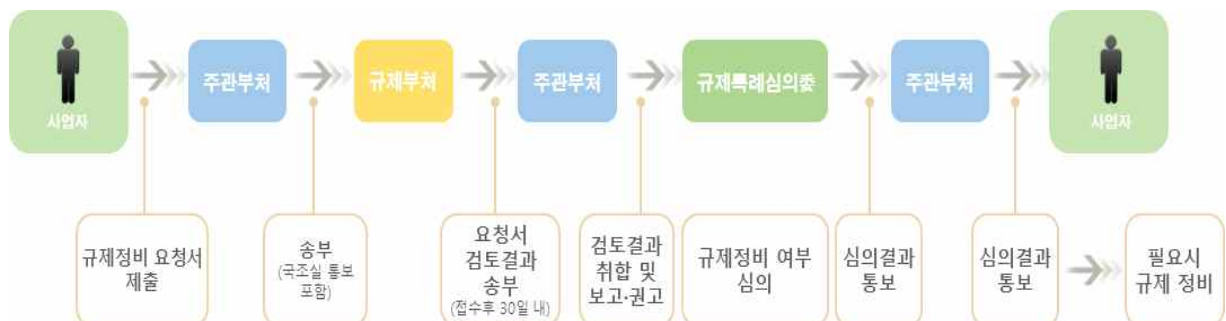 사업자
주관부처
규제부처
주관부처
규제특례심의委
주관부처
사업자
규제정비 요청서
제출
송부
(국조실 통보
포함)
요청서
검토결과
송부
(접수후 30일 내)
검토결과
취합 및
보고·권고
규제정비 여부
심의
심의결과
통보
심의결과
통보
필요시
규제 정비